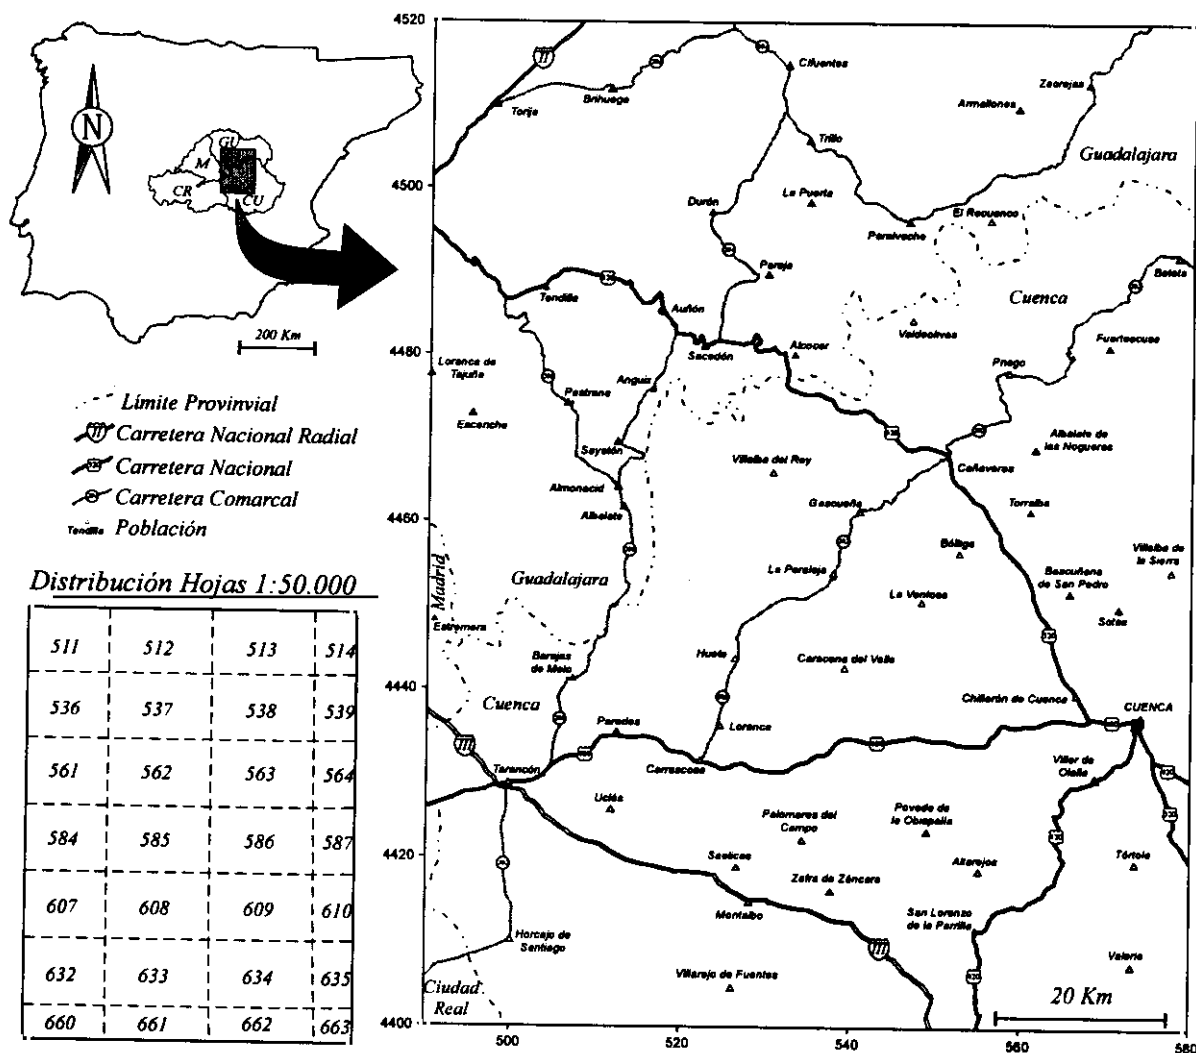 N
GU
M
CR
CU
200 Km
Límite Provinvial
Carretera Nacional Radial
Carretera Nacional
Carretera Comarcal
Tendilla Población
Distribución Hojas 1:50.000
511 512 513 514
536 537 538 539
561 562 563 564
584 585 586 587
607 608 609 610
632 633 634 635
660 661 662 663
4520
4500
4480
4460
4440
4420
4400
500 520 540 560 580
Cifuentes
Zaorejas
Brihuega
Torija
Armallones
Trillo
Guadalajara
La Puerta
Durón
El Recuenco
Peralveche
Pareja
Beteta
Cuenca
Tendilla
Auñón
Valdeolivas
Fuertescusa
Sacedón
Alcocer
Loranca de
Tajuña
Anguix
Priego
Pastrana
Escariche
Sayatón
Albalate de
las Nogueras
Villalba del Rey
Cañaveras
Almonacid
Albalate
Gascueña
Torralba
Bólliga
Villalba de
la Sierra
Madrid
Guadalajara
La Peraleja
Bascuñana
de San Pedro
La Ventosa
Sotos
Estremera
Barajas
de Melo
Huete
Caracena del Valle
Chillarón de Cuenca
Cuenca
CUENCA
Paredes
Loranca
Tarancón
Carrascosa
Villar de
Olalla
Uclés
Palomares del
Campo
Poveda de
la Obispalía
Saelices
Altarejos
Tórtola
Zafra de Záncara
Montalbo
San Lorenzo
de la Parrilla
Horcajo de
Santiago
Valeria
Villarejo de Fuentes
Ciudad
Real
20 Km